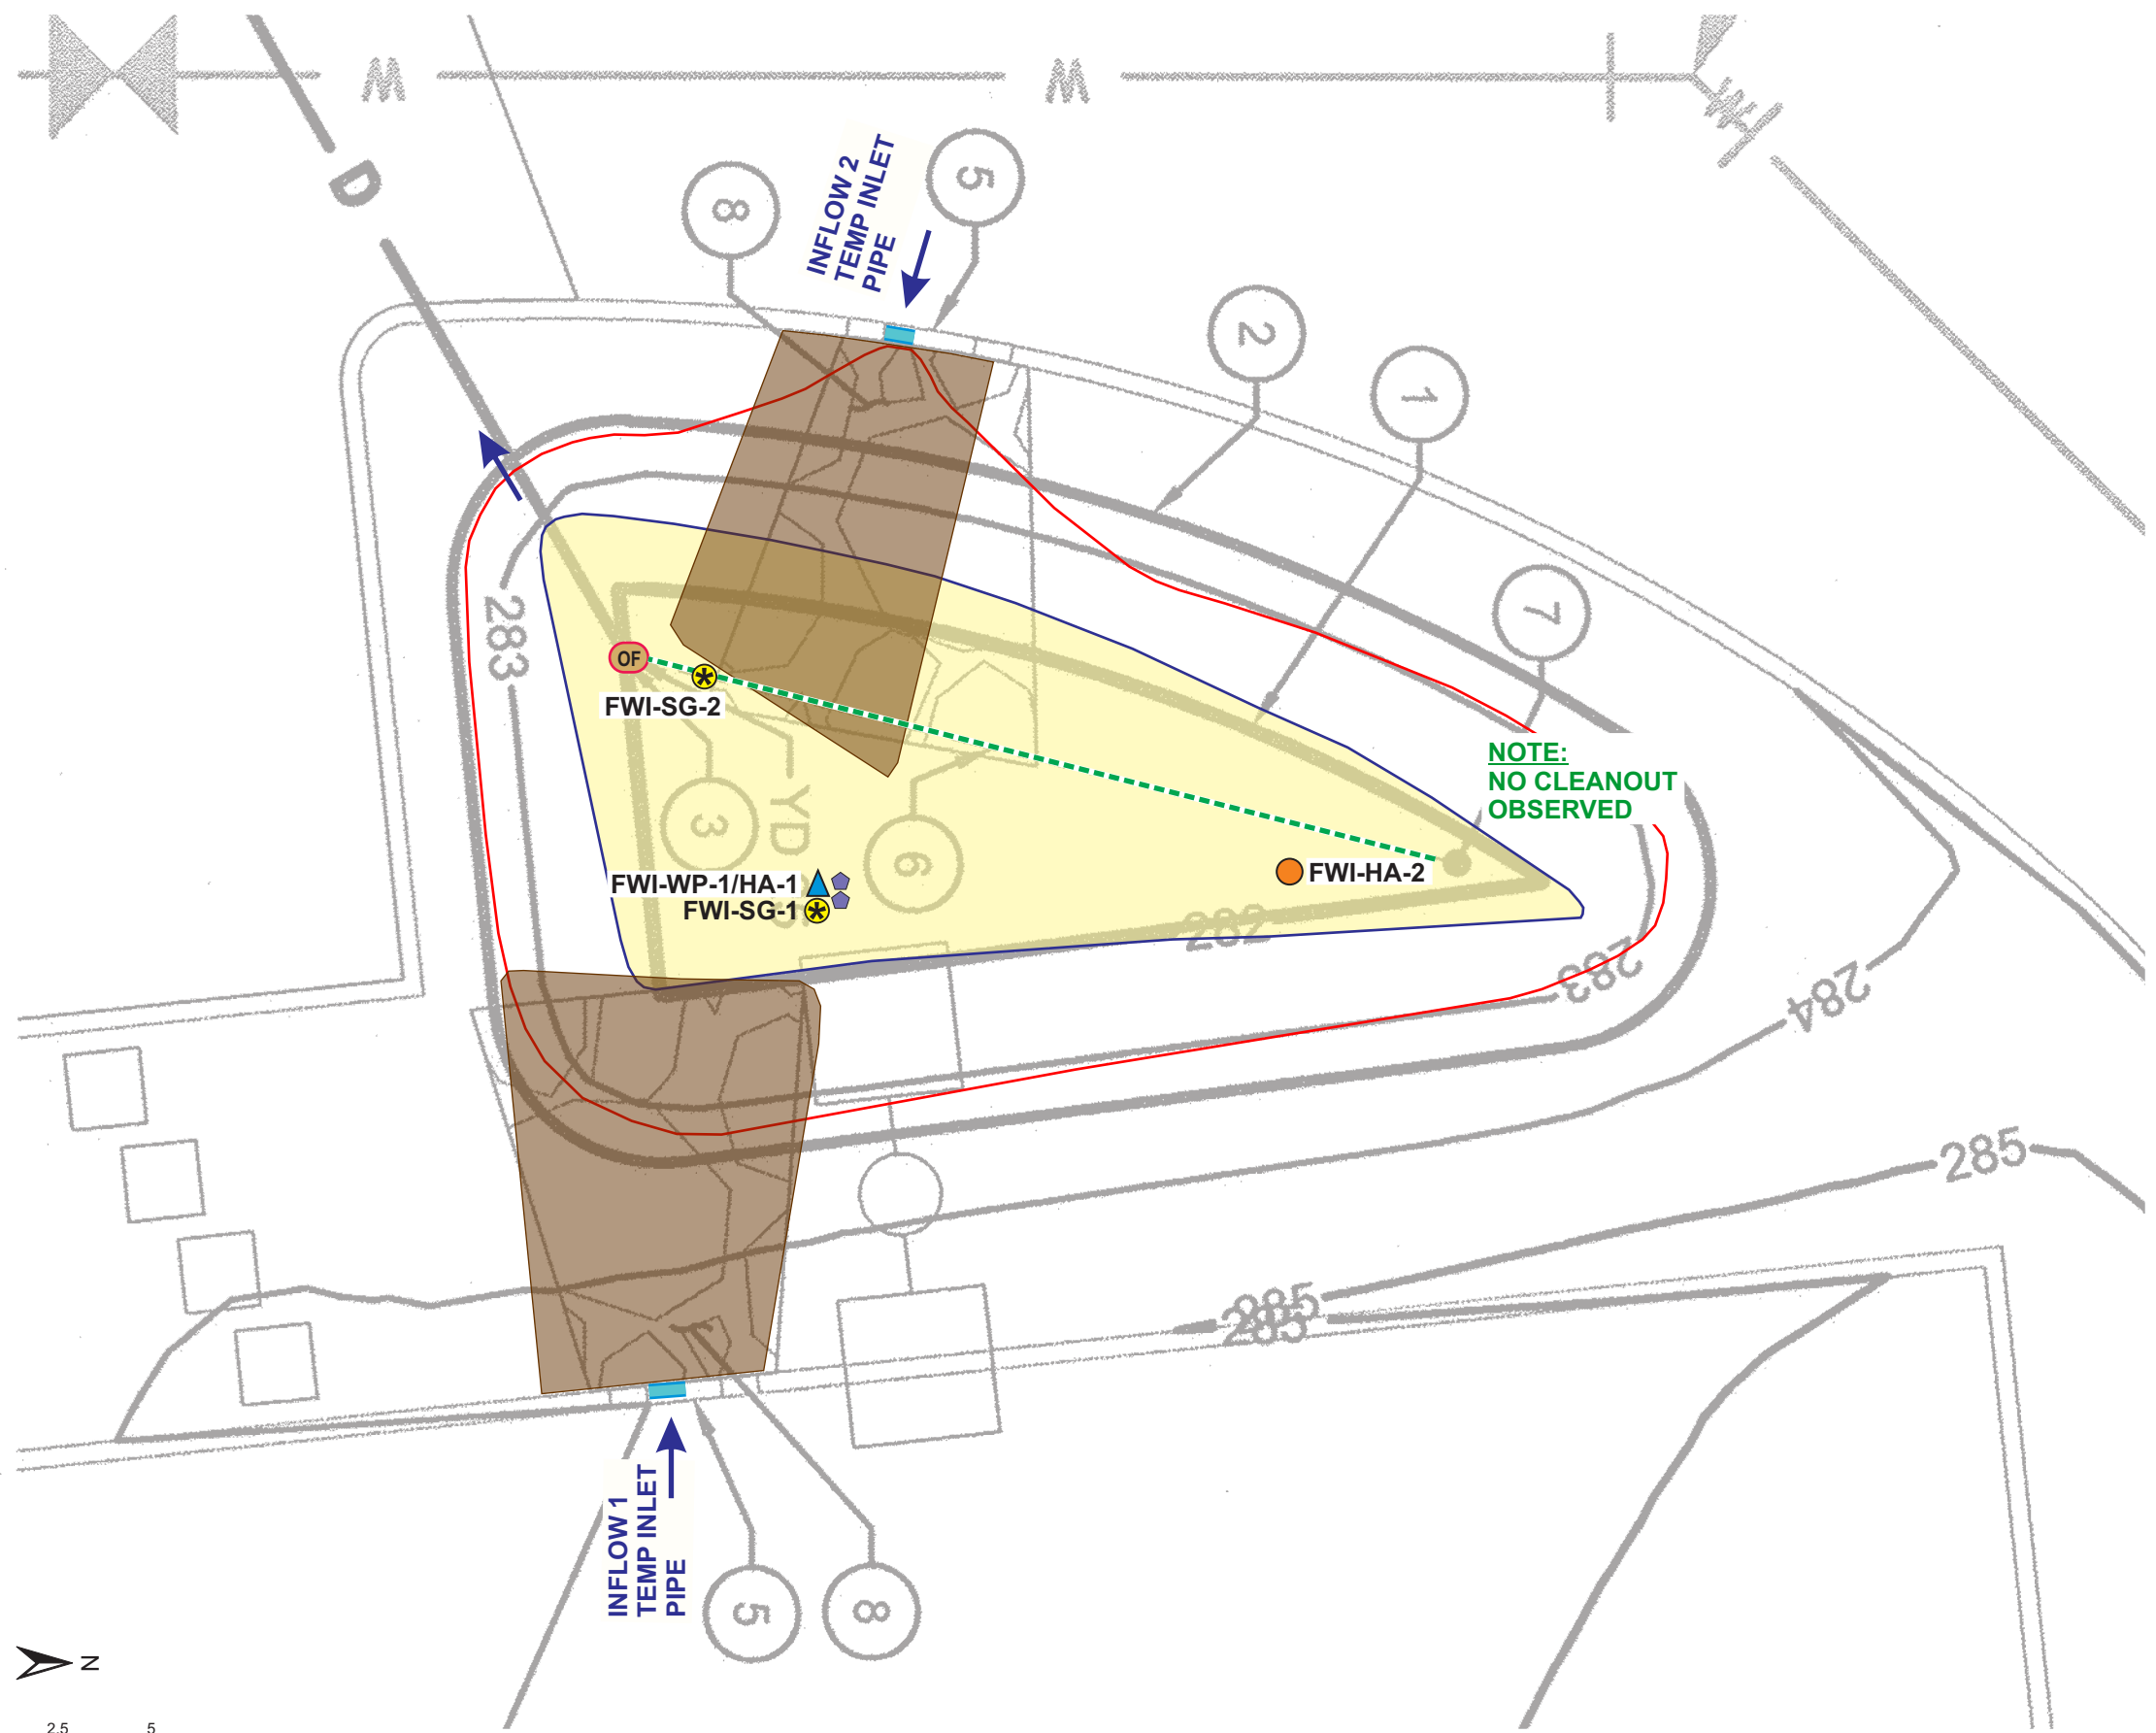 W
W
D
W
8
INFLOW 2
TEMP INLET
PIPE
5
2
1
7
283
OF
FWI-SG-2
NOTE:
NO CLEANOUT
OBSERVED
3
YD
6
FWI-WP-1/HA-1
FWI-SG-1
FWI-HA-2
282
283
284
285
285
285
INFLOW 1
TEMP INLET
PIPE
5
8
N
2.5 5